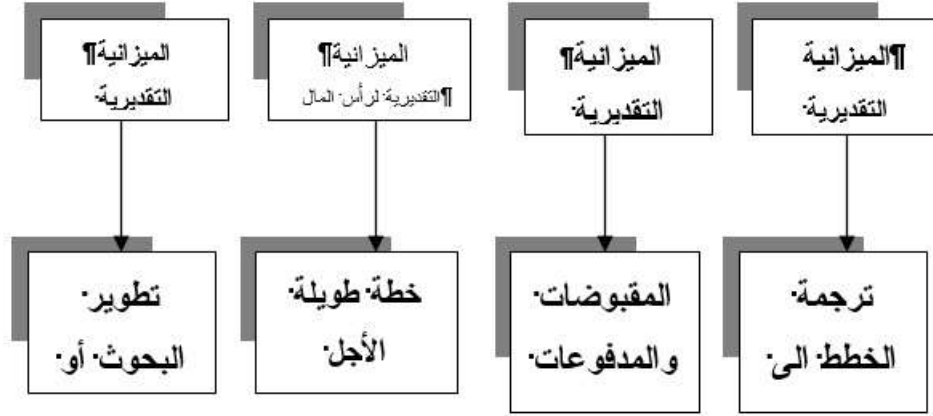 ¶الميزانية
التقديرية
الميزانية¶
التقديرية
الميزانية¶
¶التقديرية لرأس المال
الميزانية¶
التقديرية
ترجمة
الخطط الى
المقبوضات
والمدفوعات
خطة طويلة
الأجل
تطوير
البحوث أو